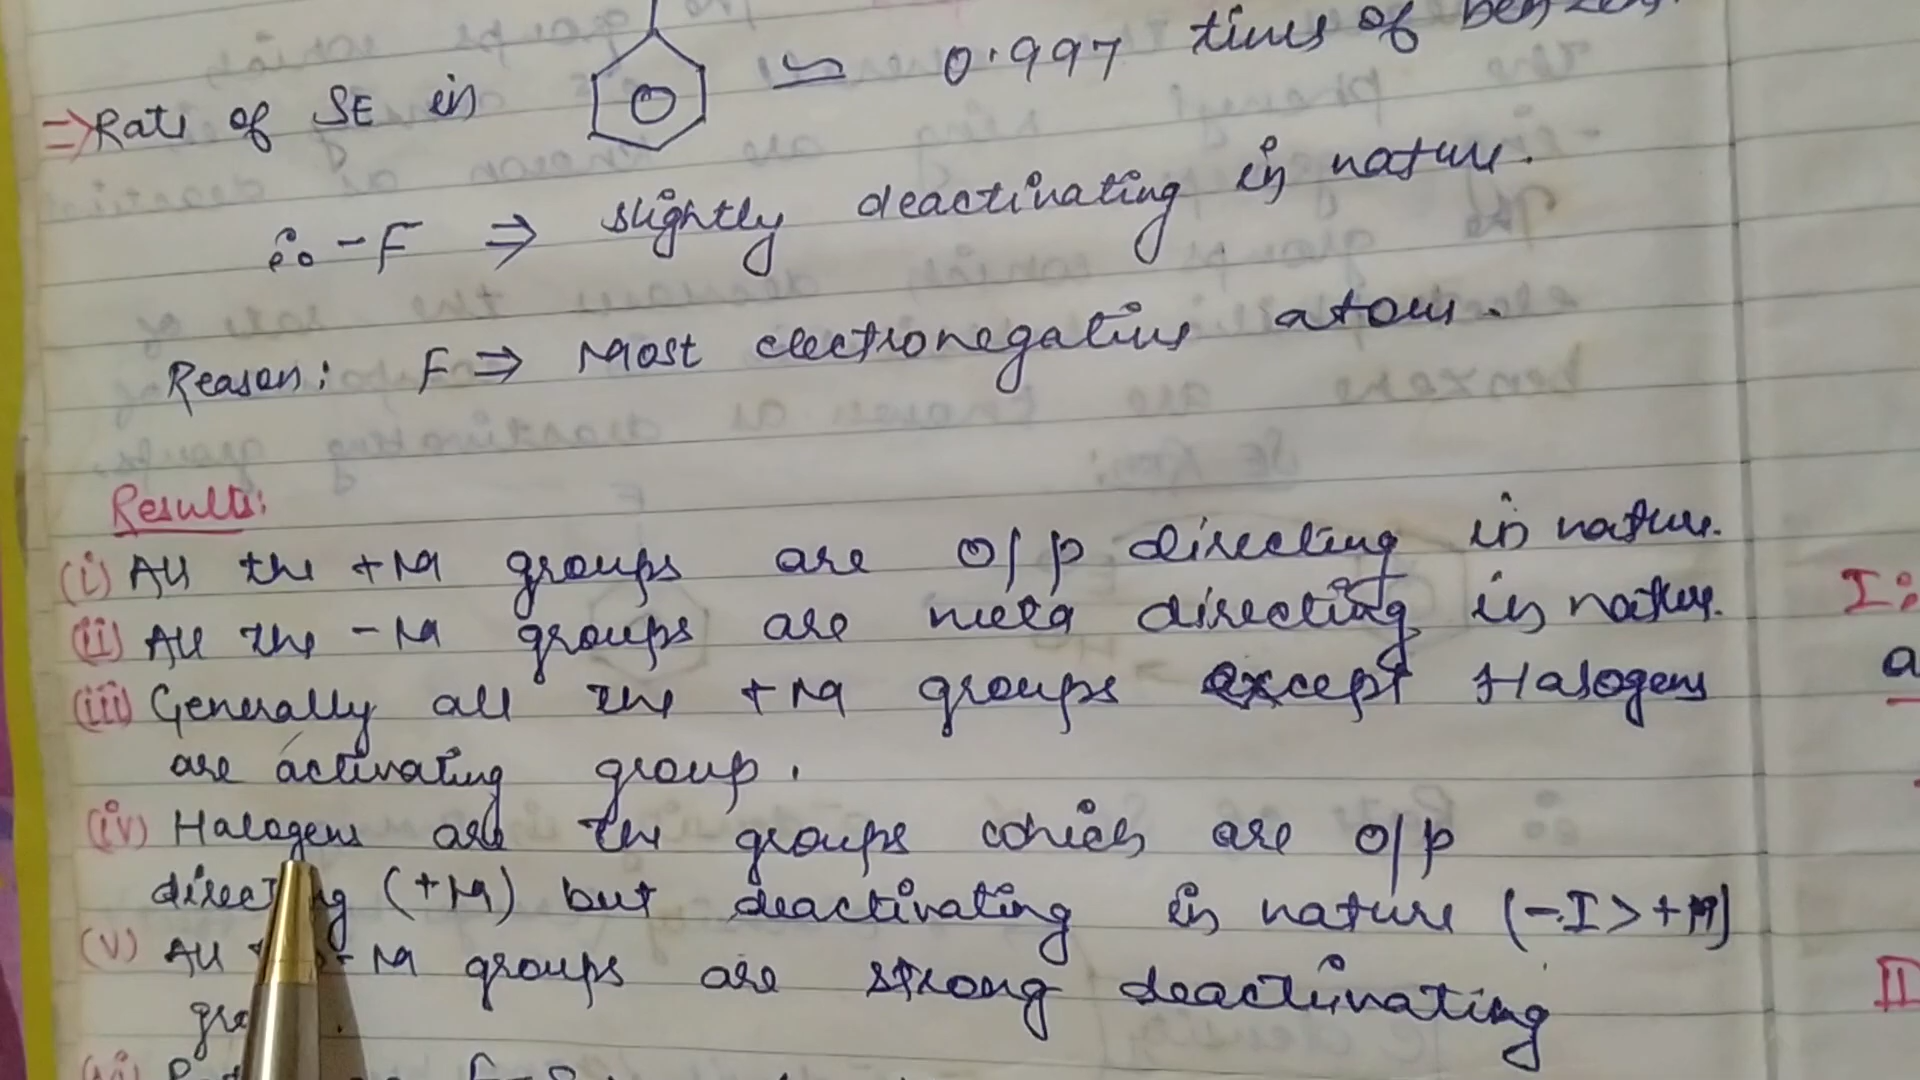 ⇒ Rate of SE in ≃ 0.997 times of
∴ -F ⇒ slightly deactivating in nature.
Reason: F ⇒ Most electronegative atom.
Results:
(i) All the +M groups are o/p directing in nature.
(ii) All the -M groups are meta directing in nature.
(iii) Generally all the +M groups except Halogens
are activating group.
(iv) Halogens are the groups which are o/p
directing (+M) but deactivating in nature (-I > +M)
(v) All -M groups are strong deactivating
I:
a
II